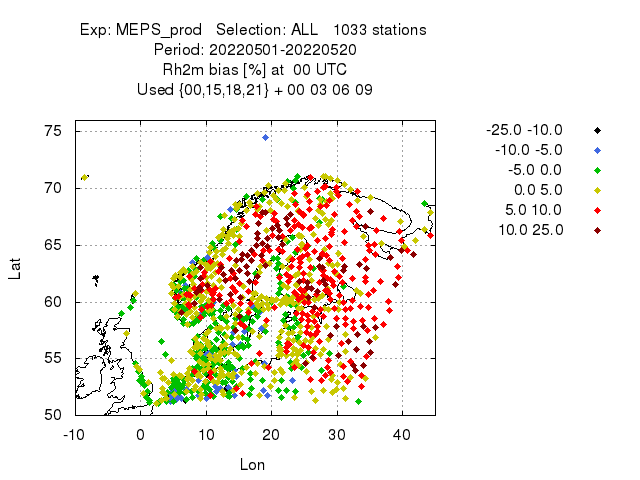 Exp: MEPS_prod Selection: ALL 1033 stations
Period: 20220501-20220520
Rh2m bias [%] at 00 UTC
Used {00,15,18,21} + 00 03 06 09
-25.0 -10.0
-10.0 -5.0
-5.0 0.0
0.0 5.0
5.0 10.0
10.0 25.0
75
70
65
60
55
50
Lat
-10 0 10 20 30 40
Lon